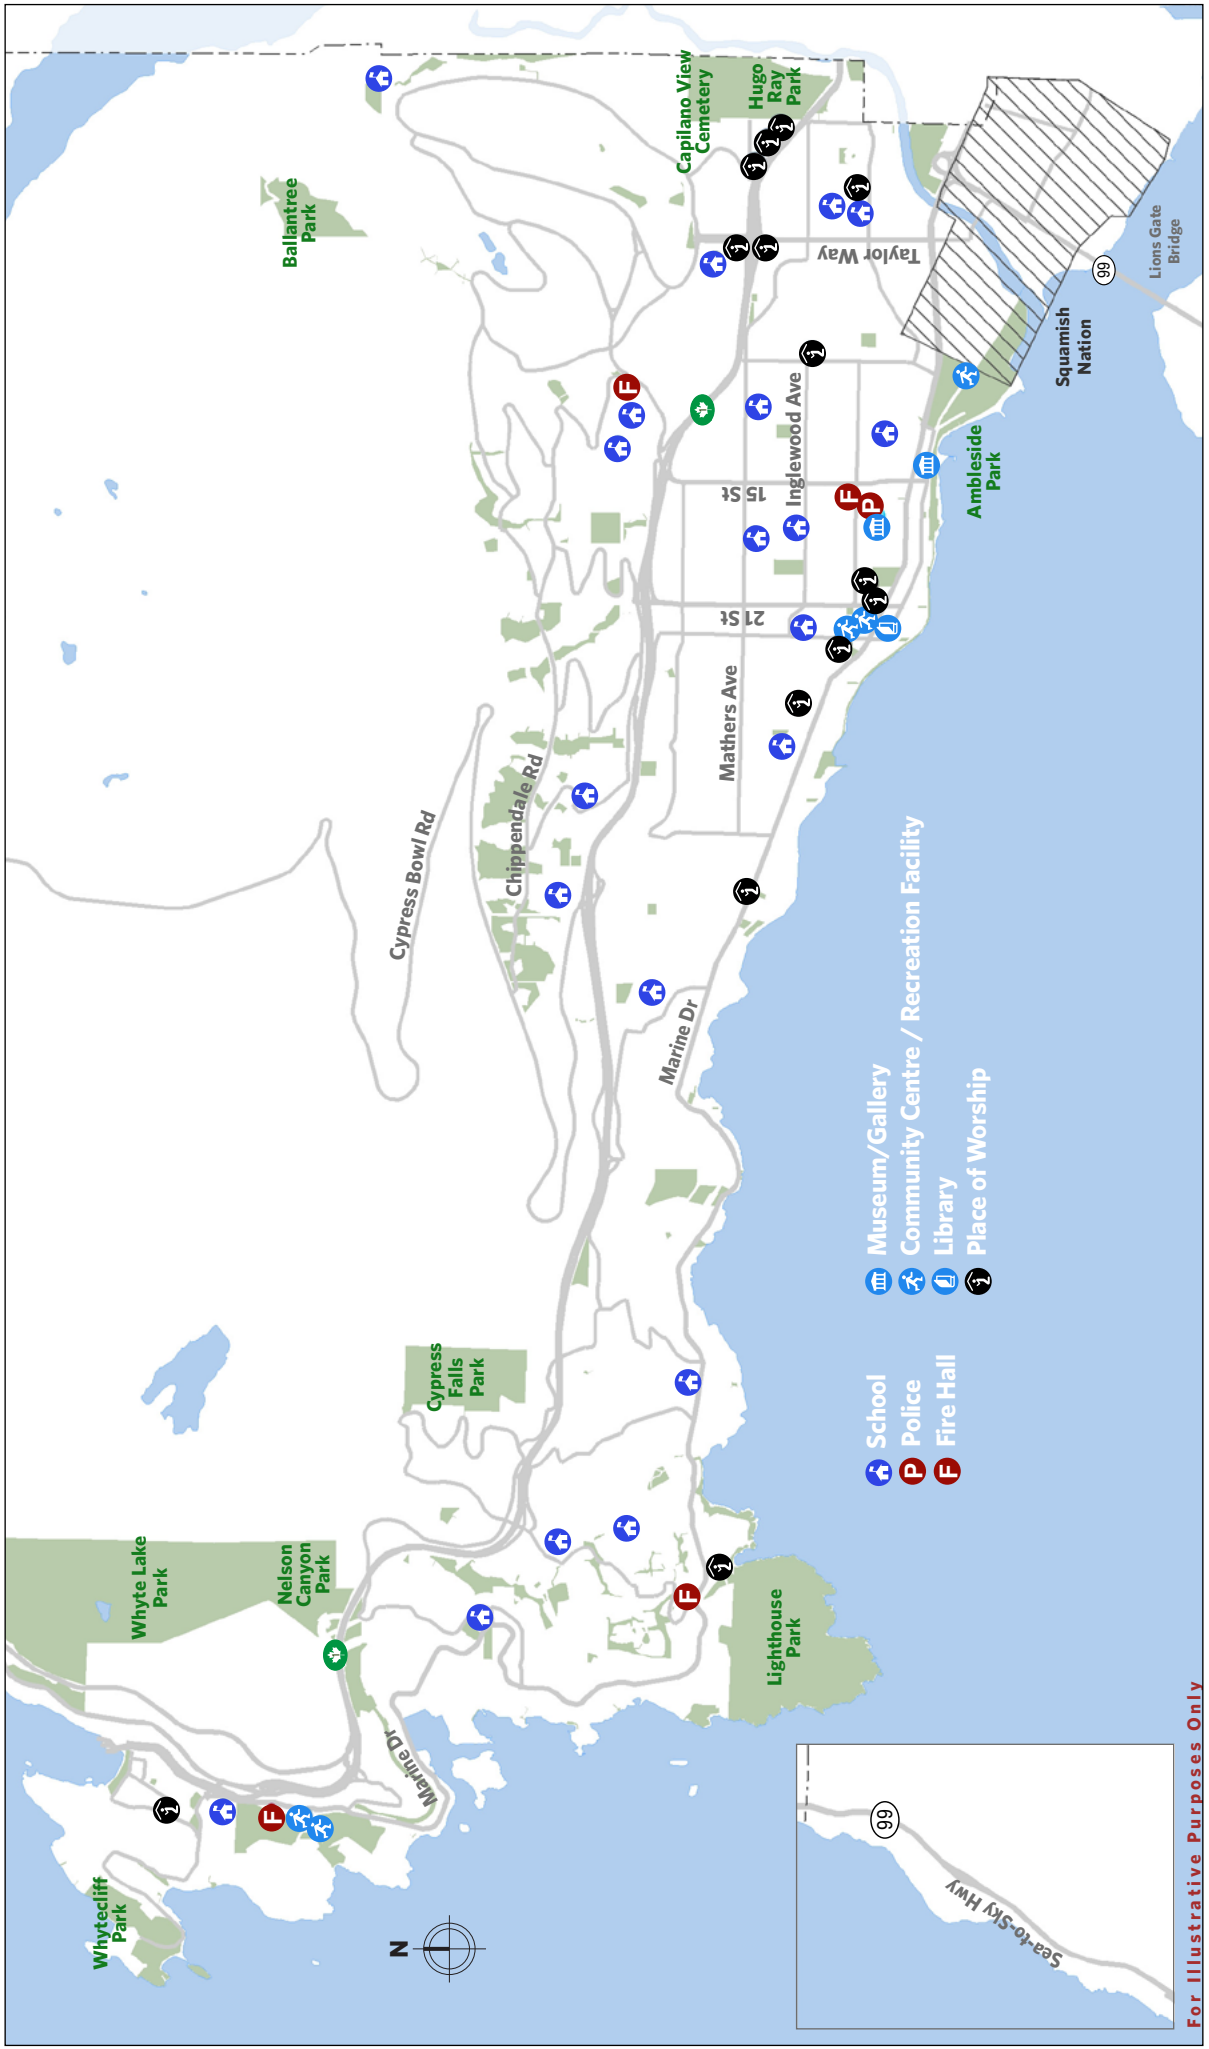 Whytecliff
Park
Whyte Lake
Park
Nelson
Canyon
Park
Marine Dr
Cypress
Falls
Park
Cypress Bowl Rd
Chippendale Rd
Ballantree
Park
Capilano View
Cemetery
Hugo
Ray
Park
Taylor Way
Inglewood Ave
15 St
21 St
Mathers Ave
Marine Dr
Lighthouse
Park
Ambleside
Park
Squamish
Nation
Lions Gate
Bridge
99
N
School
Police
Fire Hall
Museum/Gallery
Community Centre / Recreation Facility
Library
Place of Worship
P
F
F
F
F
F
P
99
Sea-to-Sky Hwy
For Illustrative Purposes Only